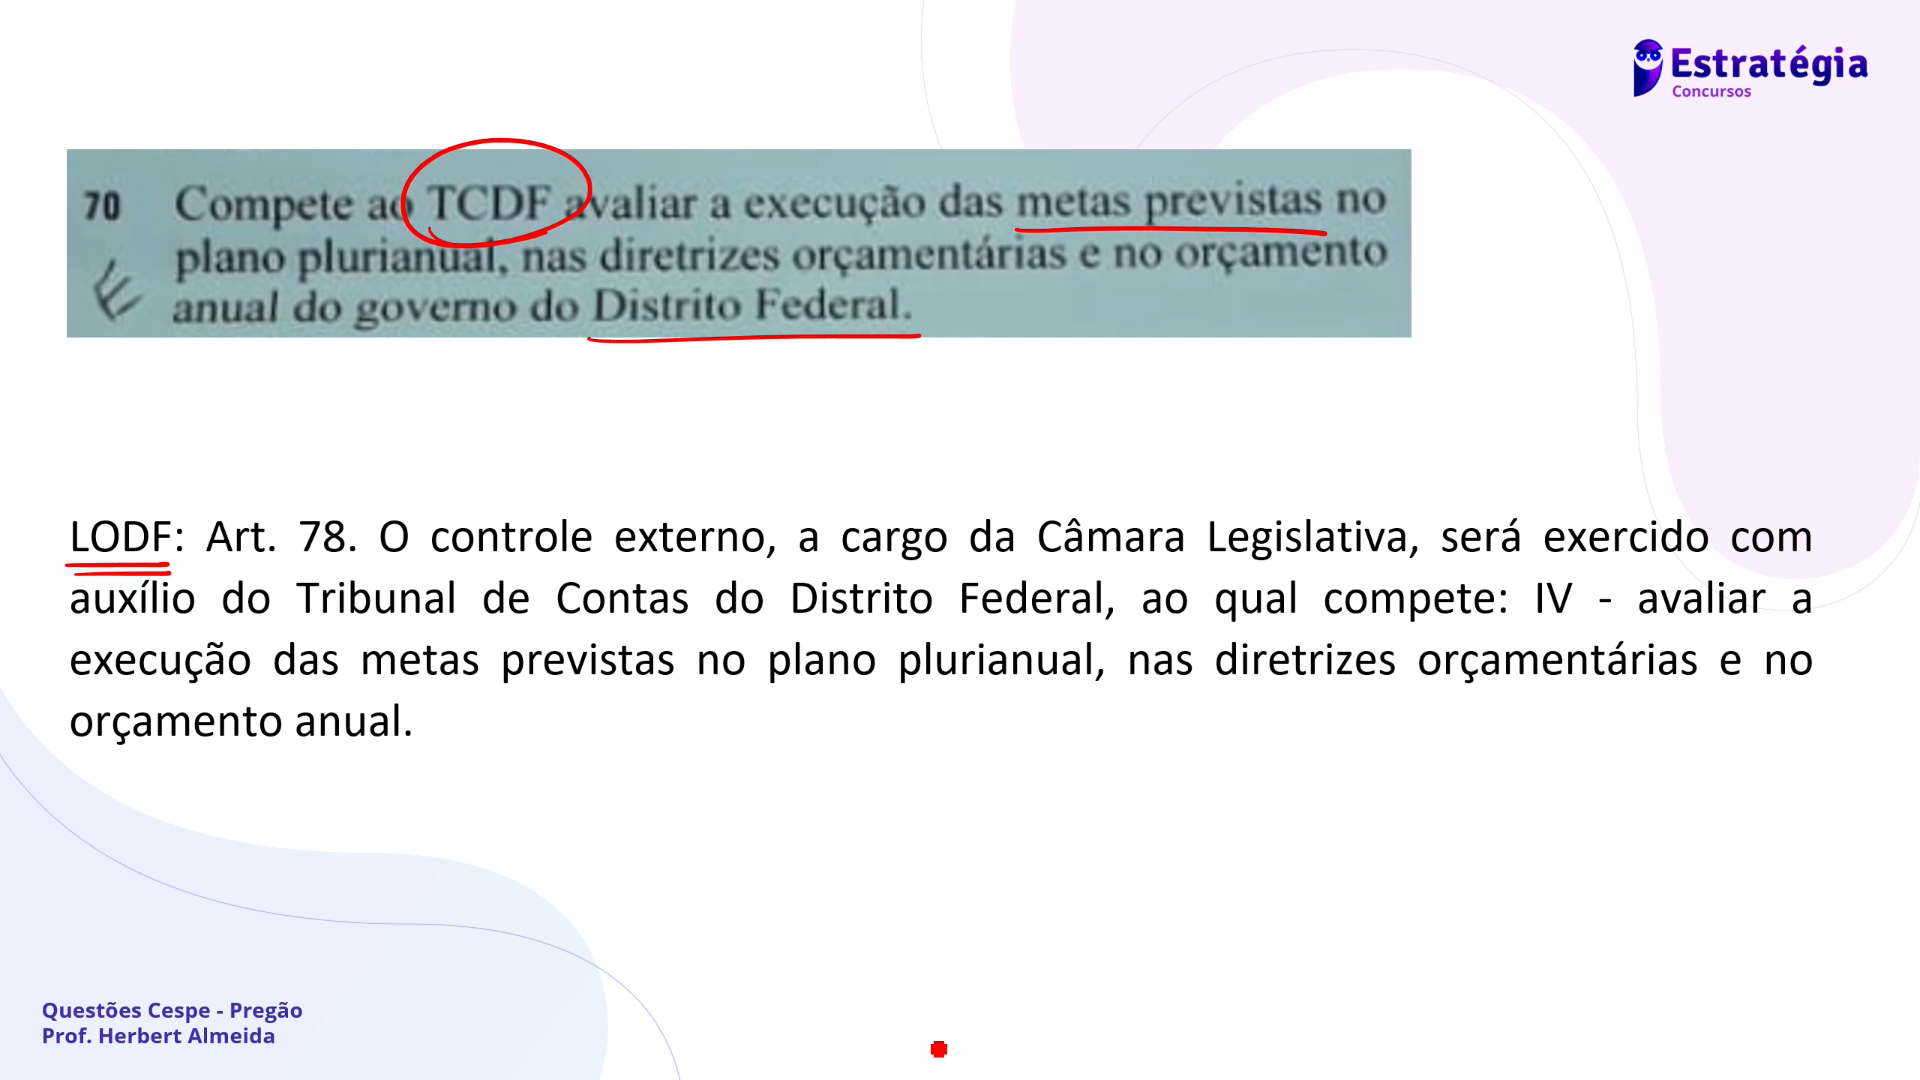 Estratégia
Concursos
70 Compete ao TCDF avaliar a execução das metas previstas no
plano plurianual, nas diretrizes orçamentárias e no orçamento
E anual do governo do Distrito Federal.
LODF: Art. 78. O controle externo, a cargo da Câmara Legislativa, será exercido com
auxílio do Tribunal de Contas do Distrito Federal, ao qual compete: IV - avaliar a
execução das metas previstas no plano plurianual, nas diretrizes orçamentárias e no
orçamento anual.
Questões Cespe - Pregão
Prof. Herbert Almeida